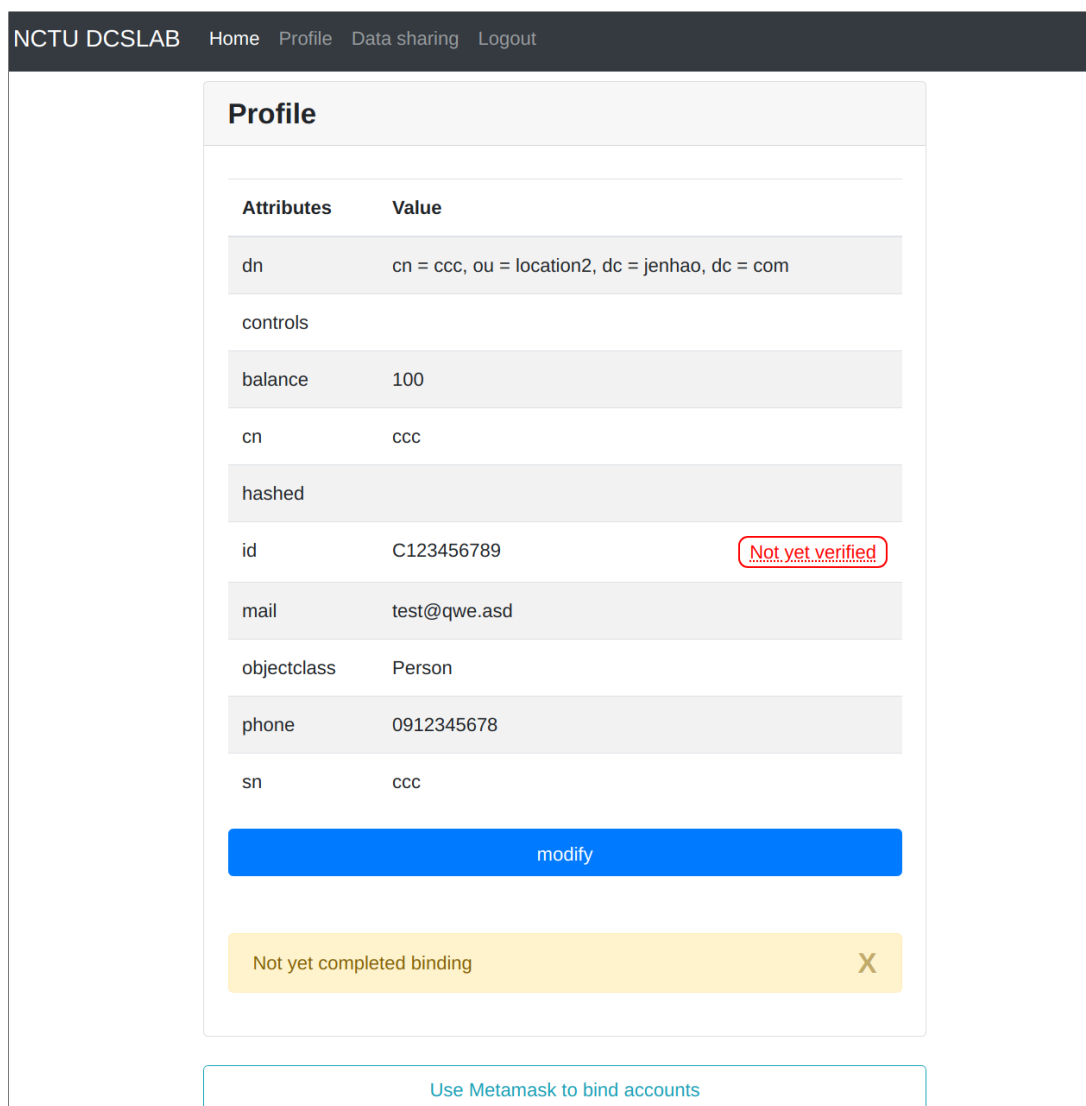 NCTU DCSLAB Home Profile Data sharing Logout
Profile
Attributes Value
dn cn = ccc, ou = location2, dc = jenhao, dc = com
controls
balance 100
cn ccc
hashed
id C123456789 Not yet verified
mail test@qwe.asd
objectclass Person
phone 0912345678
sn ccc
modify
Not yet completed binding X
Use Metamask to bind accounts